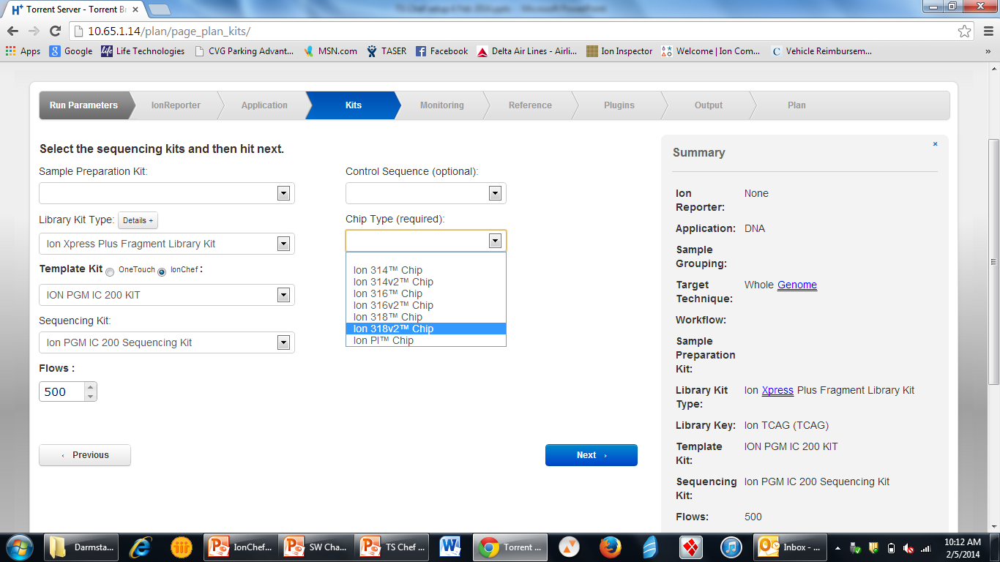 Torrent Server - Torrent Br
TS Chef setup 6 Feb 2014.pptx - Microsoft PowerPoint
10.65.1.14/plan/page_plan_kits/
Apps Google Life Technologies CVG Parking Advant... MSN.com TASER Facebook Delta Air Lines - Airli... Ion Inspector Welcome | Ion Com... Vehicle Reimbursem... »
Run Parameters IonReporter Application Kits Monitoring Reference Plugins Output Plan
Select the sequencing kits and then hit next.
Sample Preparation Kit:
Library Kit Type: Details +
Ion Xpress Plus Fragment Library Kit
Template Kit OneTouch IonChef :
ION PGM IC 200 KIT
Sequencing Kit:
Ion PGM IC 200 Sequencing Kit
Flows :
500
Control Sequence (optional):
Chip Type (required):
Ion 314™ Chip
Ion 314v2™ Chip
Ion 316™ Chip
Ion 316v2™ Chip
Ion 318™ Chip
Ion 318v2™ Chip
Ion PI™ Chip
‹ Previous
Next ›
Summary
Ion Reporter: None
Application: DNA
Sample Grouping:
Target Technique: Whole Genome
Workflow:
Sample Preparation Kit:
Library Kit Type: Ion Xpress Plus Fragment Library Kit
Library Key: Ion TCAG (TCAG)
Template Kit: ION PGM IC 200 KIT
Sequencing Kit: Ion PGM IC 200 Sequencing Kit
Flows: 500
Darmsta... IonChef... SW Cha... TS Chef ... Torrent ... Inbox - ...
10:12 AM
2/5/2014